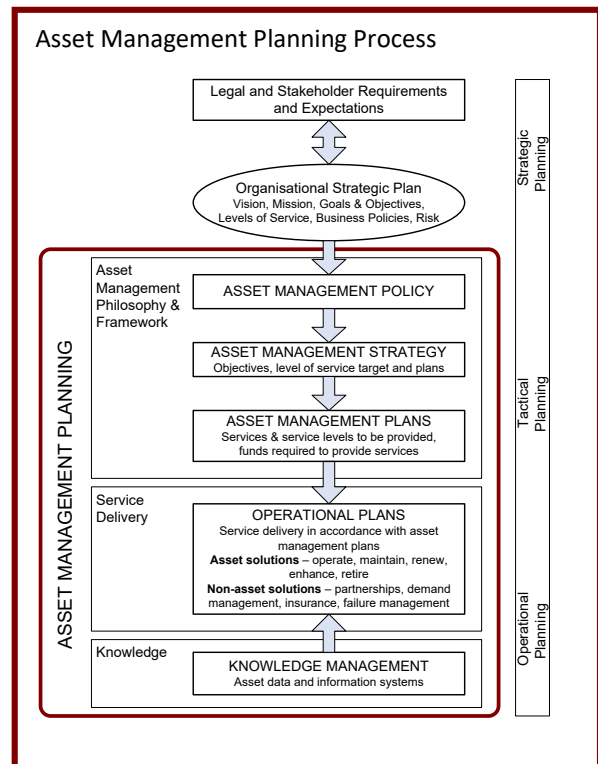 Asset Management Planning Process
Legal and Stakeholder Requirements
and Expectations
Organisational Strategic Plan
Vision, Mission, Goals & Objectives,
Levels of Service, Business Policies, Risk
Strategic
Planning
ASSET MANAGEMENT PLANNING
Asset
Management
Philosophy &
Framework
ASSET MANAGEMENT POLICY
ASSET MANAGEMENT STRATEGY
Objectives, level of service target and plans
ASSET MANAGEMENT PLANS
Services & service levels to be provided,
funds required to provide services
Tactical
Planning
Service
Delivery
OPERATIONAL PLANS
Service delivery in accordance with asset
management plans
Asset solutions – operate, maintain, renew,
enhance, retire
Non-asset solutions – partnerships, demand
management, insurance, failure management
Operational
Planning
Knowledge
KNOWLEDGE MANAGEMENT
Asset data and information systems